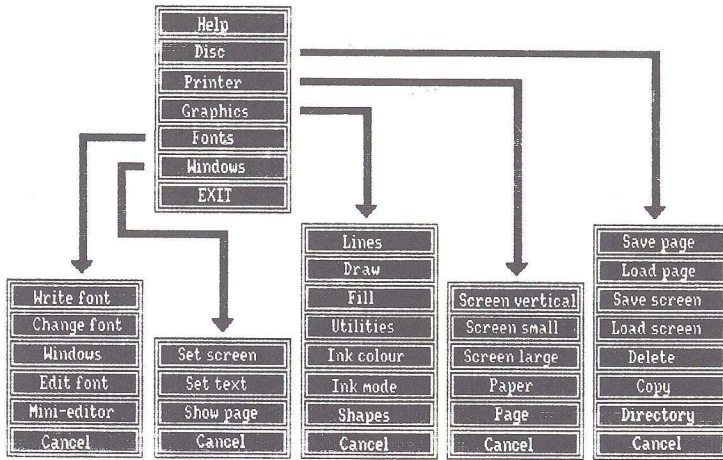 Help
Disc
Printer
Graphics
Fonts
Windows
EXIT
Write font
Change font
Windows
Edit font
Mini-editor
Cancel
Set screen
Set text
Show page
Cancel
Lines
Draw
Fill
Utilities
Ink colour
Ink mode
Shapes
Cancel
Screen vertical
Screen small
Screen large
Paper
Page
Cancel
Save page
Load page
Save screen
Load screen
Delete
Copy
Directory
Cancel